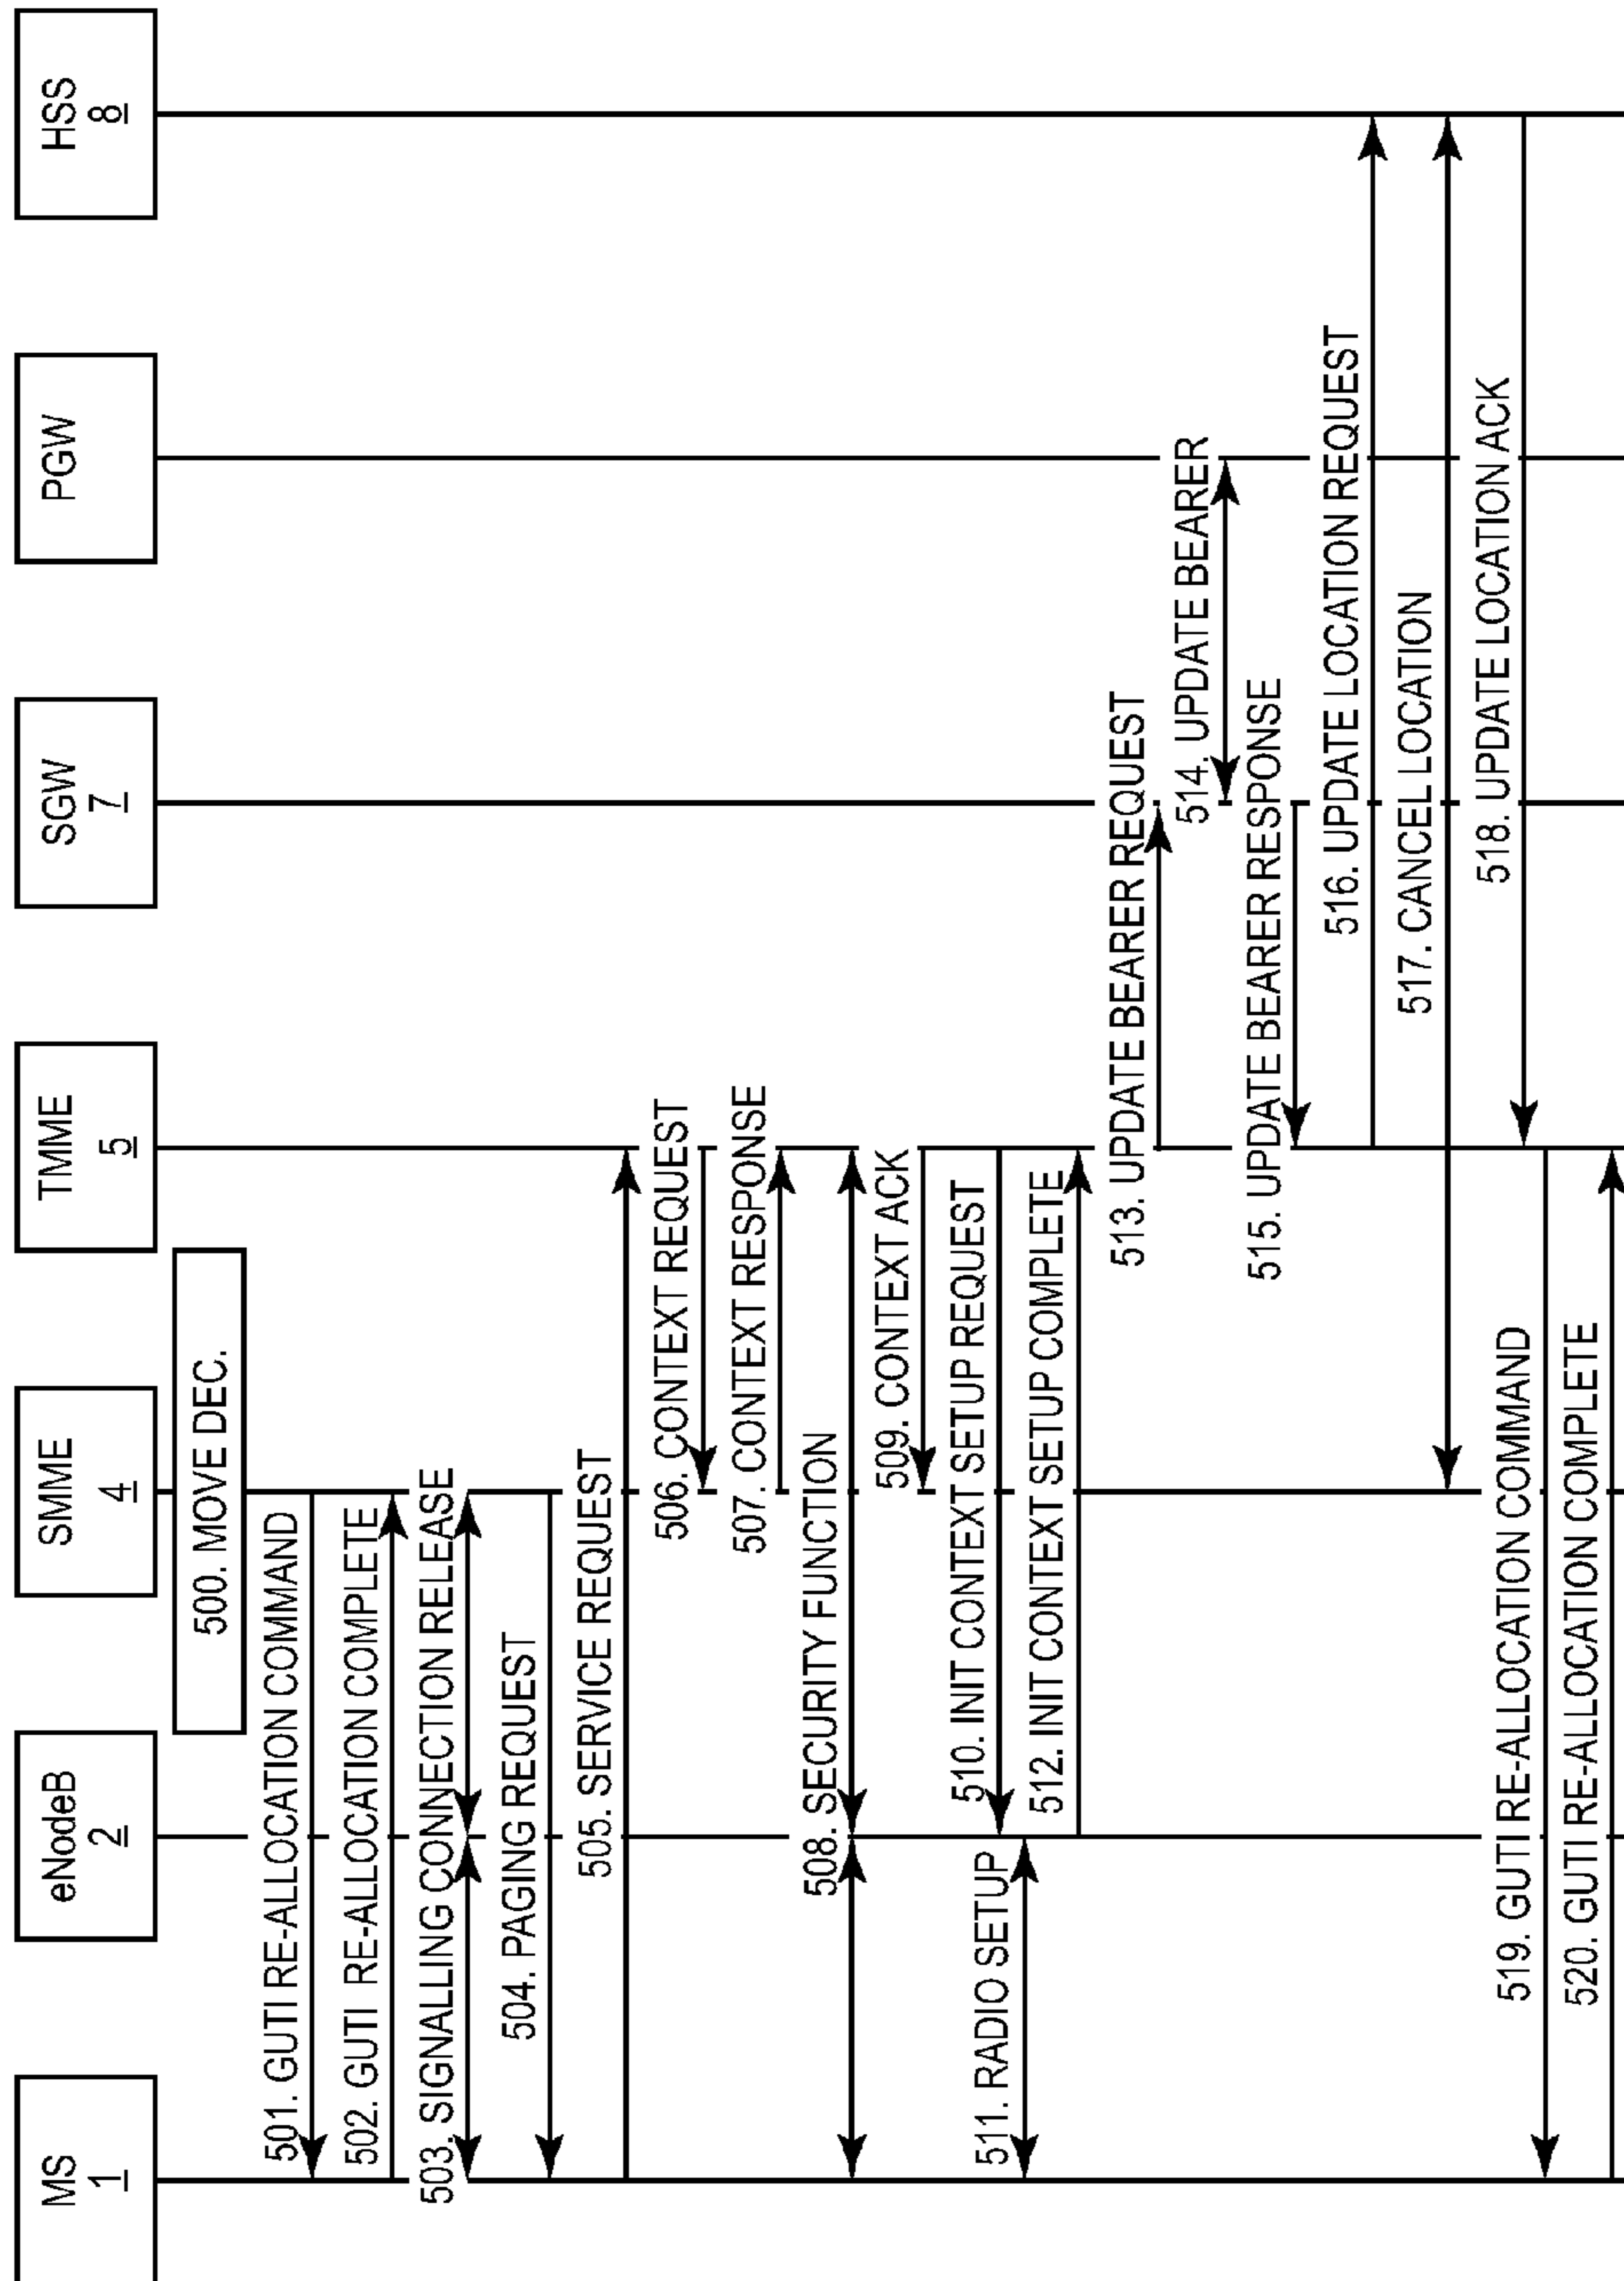 MS
1
eNodeB
2
SMME
4
TMME
5
SGW
7
PGW
HSS
8
500. MOVE DEC.
501. GUTI RE-ALLOCATION COMMAND
502. GUTI RE-ALLOCATION COMPLETE
503. SIGNALLING CONNECTION RELEASE
504. PAGING REQUEST
505. SERVICE REQUEST
506. CONTEXT REQUEST
507. CONTEXT RESPONSE
508. SECURITY FUNCTION
509. CONTEXT ACK
510. INIT CONTEXT SETUP REQUEST
511. RADIO SETUP
512. INIT CONTEXT SETUP COMPLETE
513. UPDATE BEARER REQUEST
514. UPDATE BEARER
515. UPDATE BEARER RESPONSE
516. UPDATE LOCATION REQUEST
517. CANCEL LOCATION
518. UPDATE LOCATION ACK
519. GUTI RE-ALLOCATION COMMAND
520. GUTI RE-ALLOCATION COMPLETE